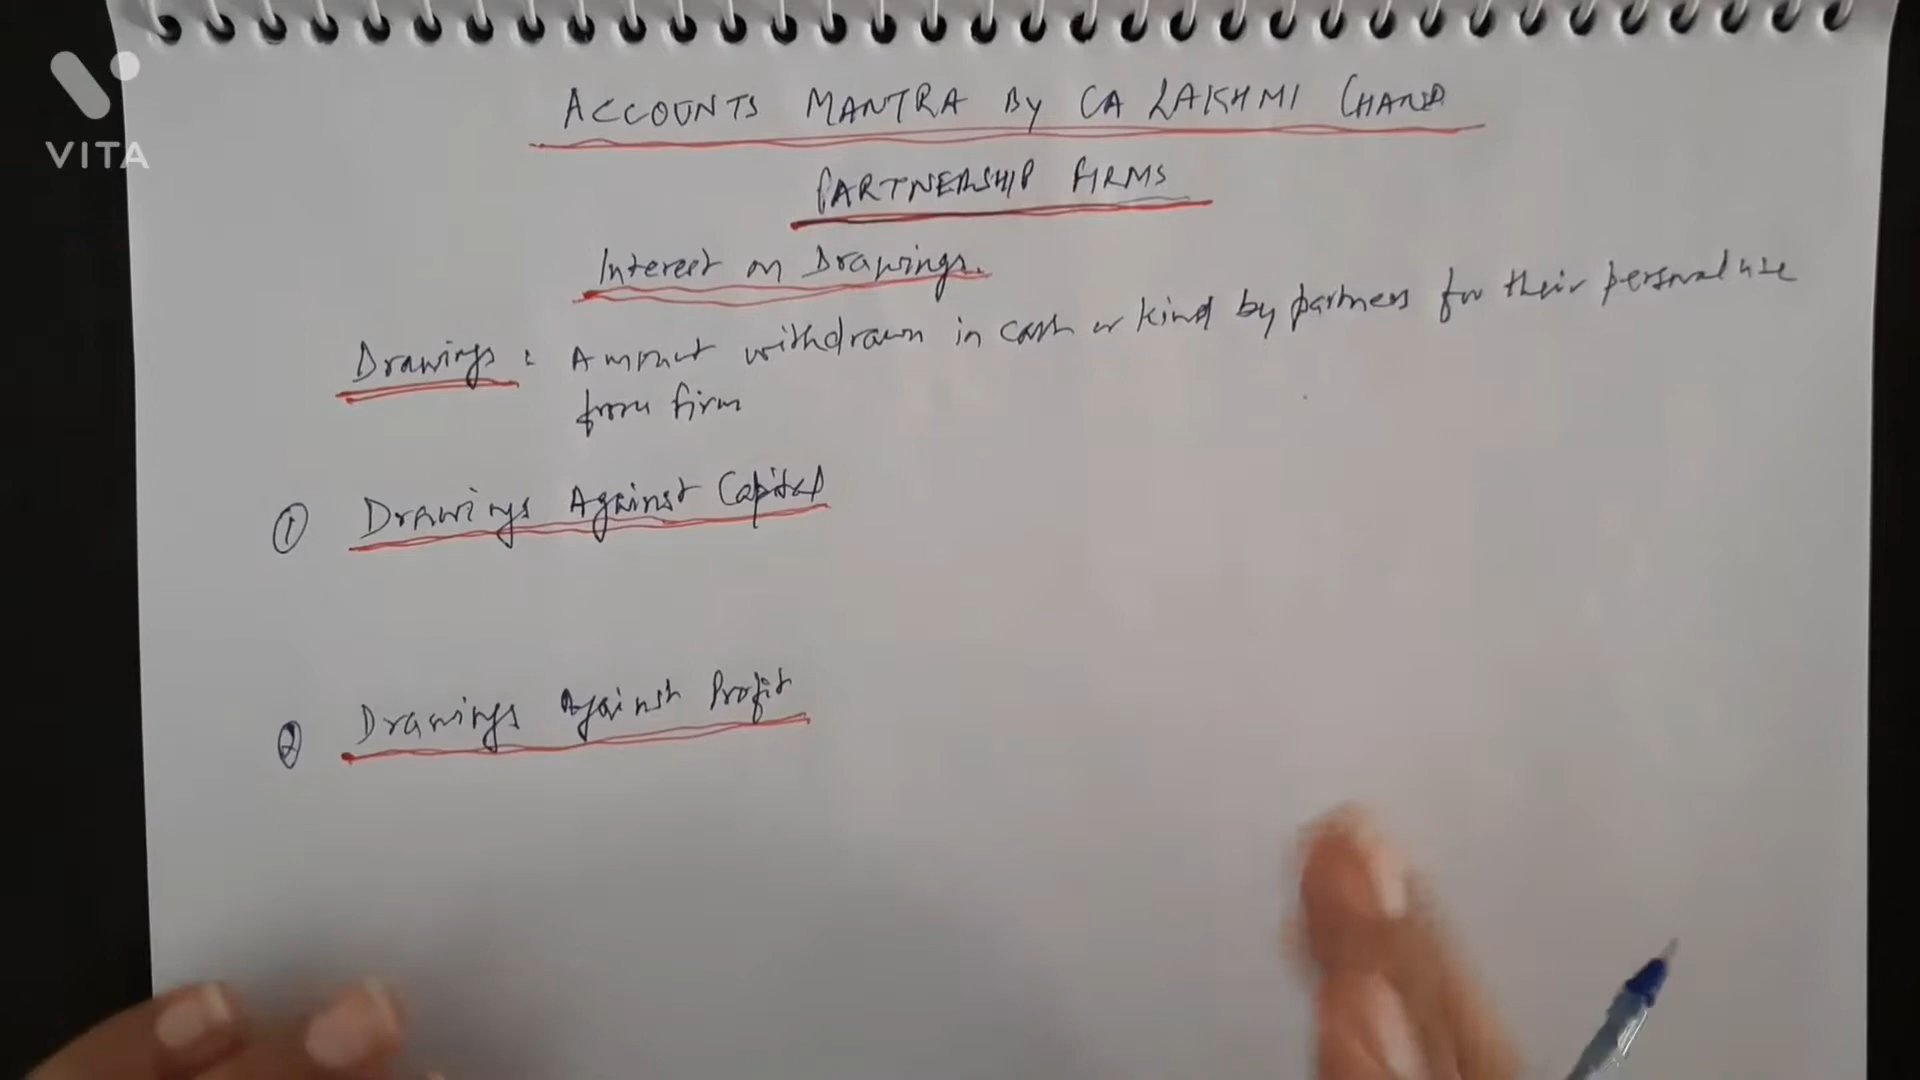 VITA
ACCOUNTS MANTRA By CA LAKHMI CHAND
PARTNERSHIP FIRMS
Interest on Drawings.
Drawings : Amount withdrawn in cash or kind by partners for their personal use
from firm
① Drawings Against Capital
② Drawings Against Profit